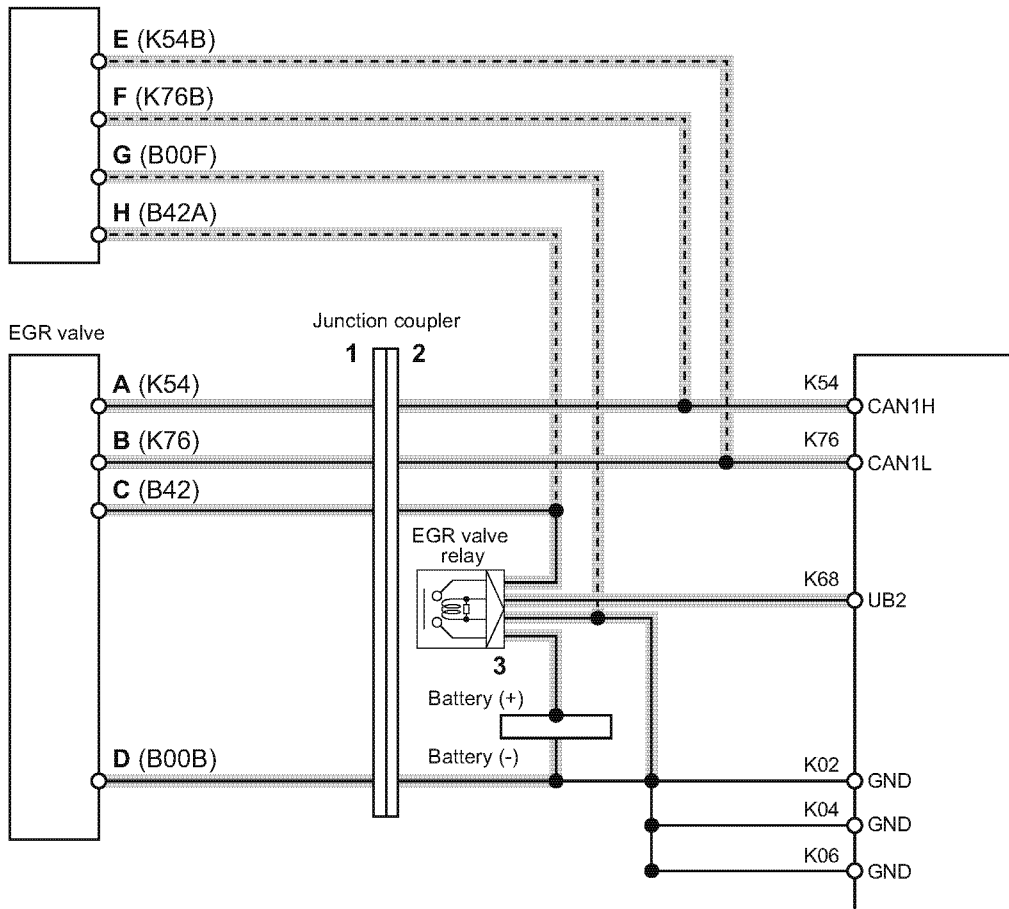 E (K54B)
F (K76B)
G (B00F)
H (B42A)
Junction coupler
1 2
EGR valve
A (K54)
K54
CAN1H
B (K76)
K76
CAN1L
C (B42)
EGR valve
relay
K68
UB2
3
Battery (+)
Battery (-)
D (B00B)
K02
GND
K04
GND
K06
GND